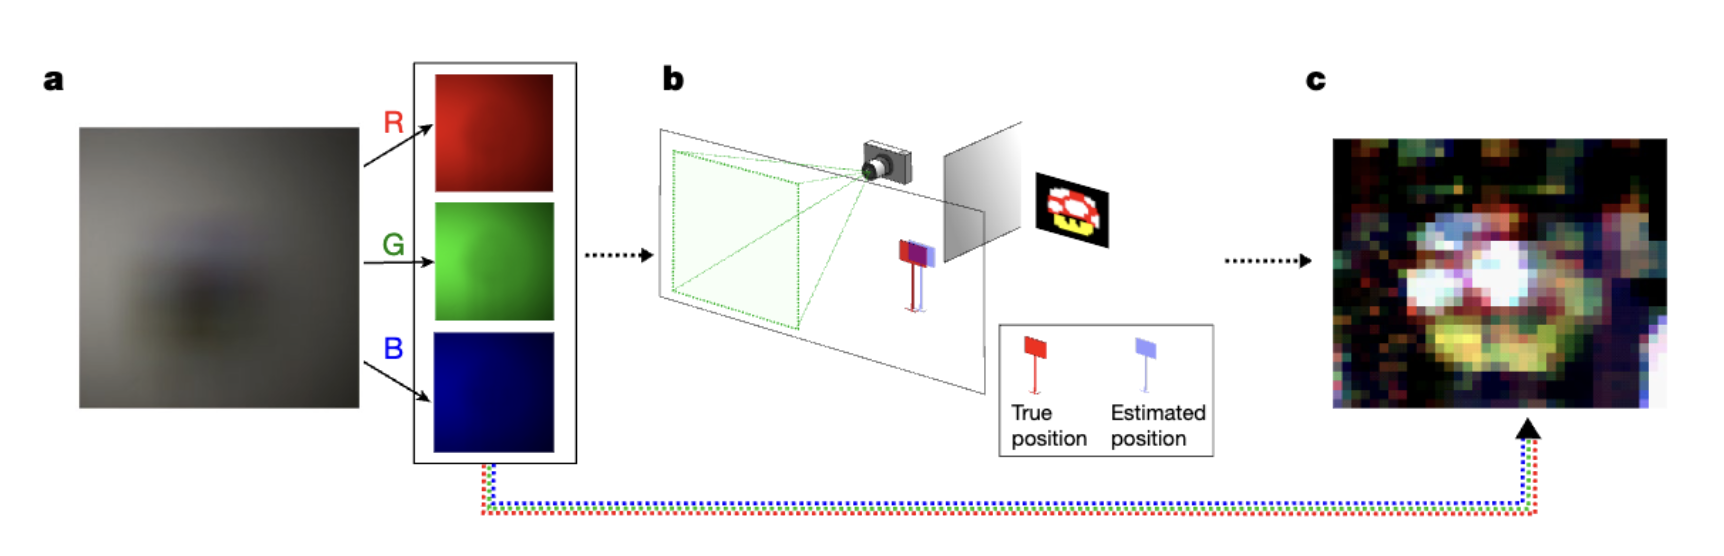 a
b
c
R
G
B
True
position
Estimated
position